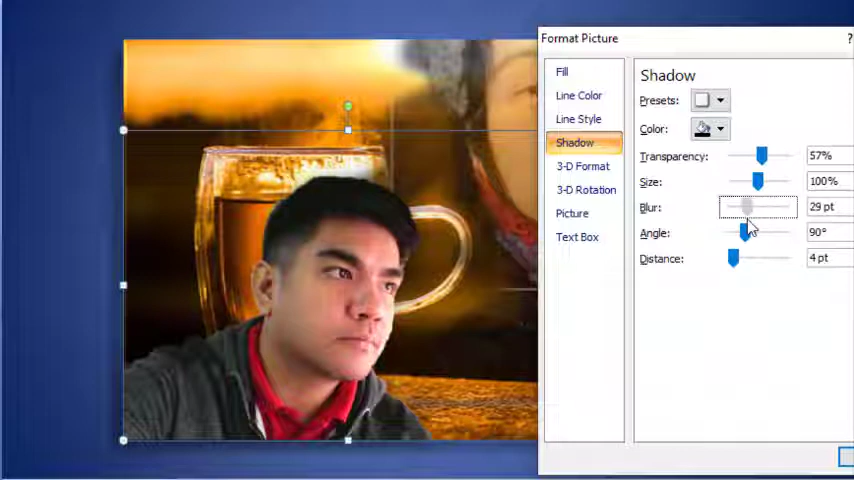 Format Picture
?
Fill
Line Color
Line Style
Shadow
3-D Format
3-D Rotation
Picture
Text Box
Shadow
Presets:
Color:
Transparency: 57%
Size: 100%
Blur: 29 pt
Angle: 90°
Distance: 4 pt